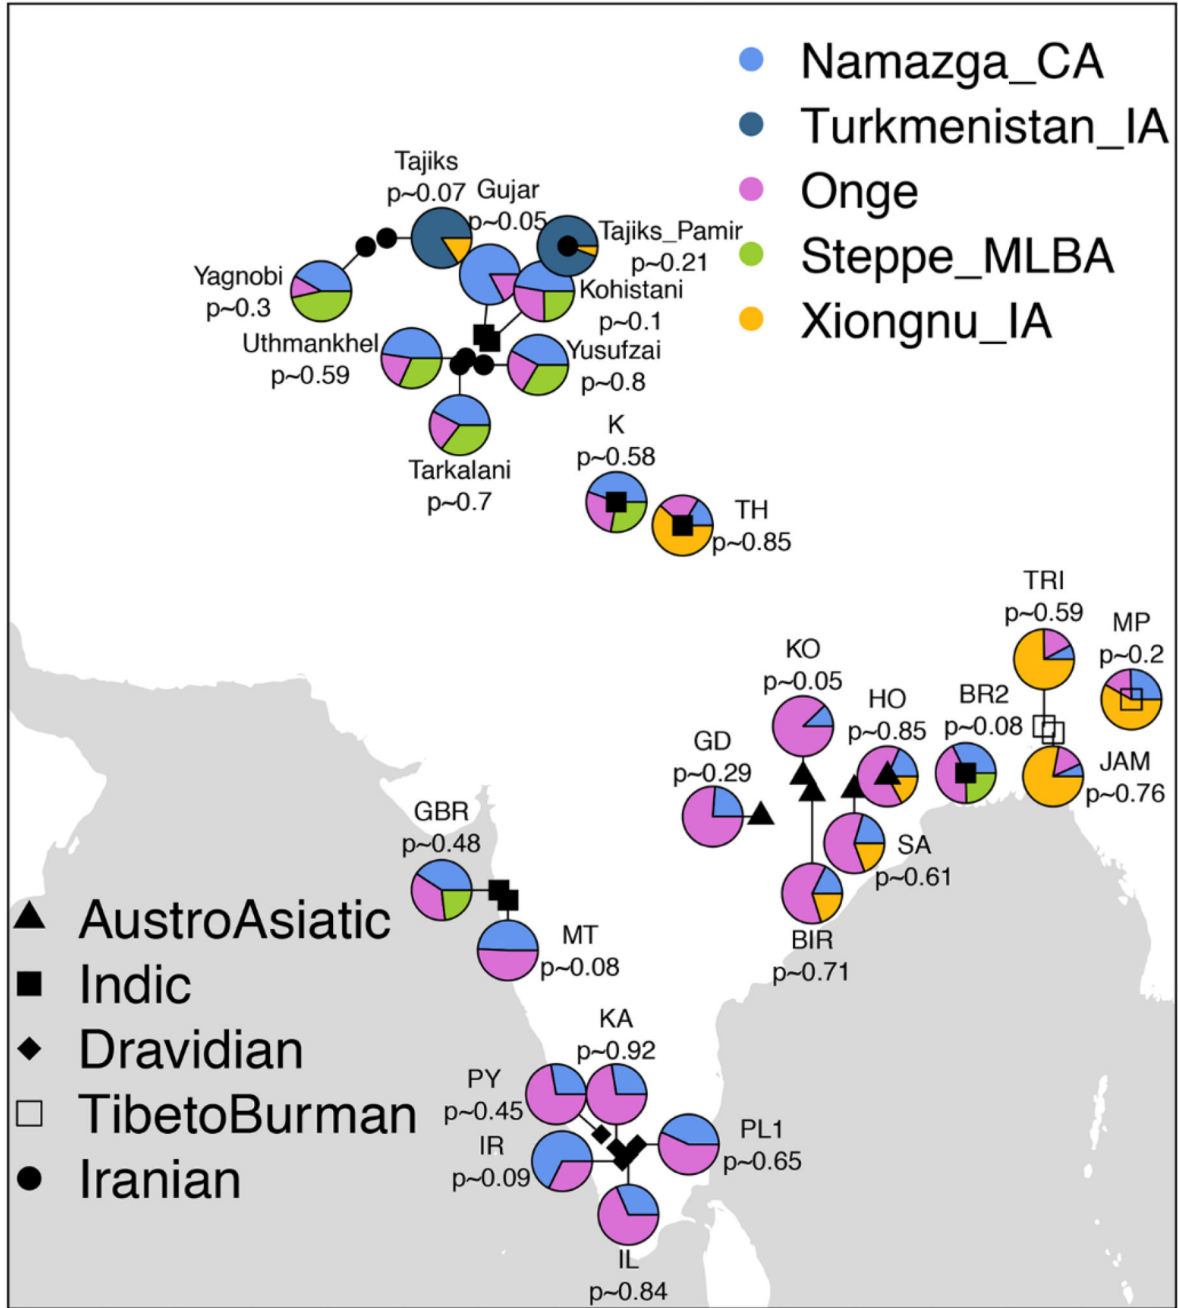 Namazga_CA
Turkmenistan_IA
Onge
Steppe_MLBA
Xiongnu_IA
Tajiks
p~0.07
Gujar
p~0.05
Tajiks_Pamir
p~0.21
Yagnobi
p~0.3
Kohistani
p~0.1
Uthmankhel
p~0.59
Yusufzai
p~0.8
Tarkalani
p~0.7
K
p~0.58
TH
p~0.85
TRI
p~0.59
MP
p~0.2
KO
p~0.05
HO
p~0.85
BR2
p~0.08
GD
p~0.29
JAM
p~0.76
GBR
p~0.48
SA
p~0.61
MT
p~0.08
BIR
p~0.71
AustroAsiatic
Indic
Dravidian
TibetoBurman
Iranian
KA
p~0.92
PY
p~0.45
PL1
p~0.65
IR
p~0.09
IL
p~0.84